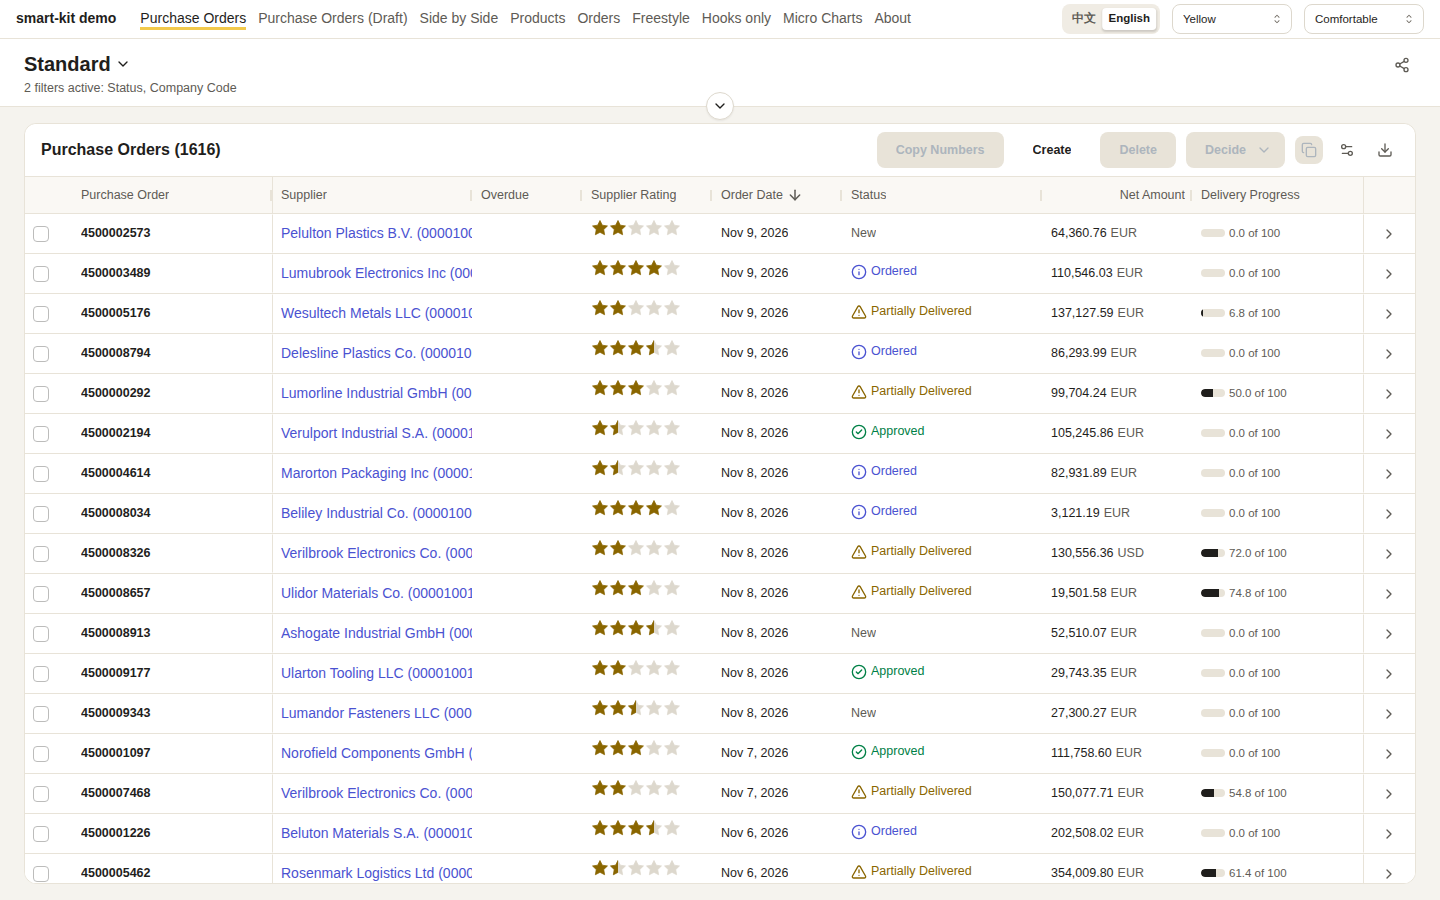 smart-kit demo Purchase Orders Purchase Orders (Draft) Side by Side Products Orders Freestyle Hooks only Micro Charts About 中文 English Yellow Comfortable
Standard
2 filters active: Status, Company Code
Purchase Orders (1616) Copy Numbers Create Delete Decide
Purchase Order Supplier Overdue Supplier Rating Order Date Status Net Amount Delivery Progress
4500002573 Pelulton Plastics B.V. (0000100 Nov 9, 2026 New 64,360.76 EUR 0.0 of 100
4500003489 Lumubrook Electronics Inc (000 Nov 9, 2026 Ordered 110,546.03 EUR 0.0 of 100
4500005176 Wesultech Metals LLC (000010 Nov 9, 2026 Partially Delivered 137,127.59 EUR 6.8 of 100
4500008794 Delesline Plastics Co. (000010 Nov 9, 2026 Ordered 86,293.99 EUR 0.0 of 100
4500000292 Lumorline Industrial GmbH (00 Nov 8, 2026 Partially Delivered 99,704.24 EUR 50.0 of 100
4500002194 Verulport Industrial S.A. (00001 Nov 8, 2026 Approved 105,245.86 EUR 0.0 of 100
4500004614 Marorton Packaging Inc (00001 Nov 8, 2026 Ordered 82,931.89 EUR 0.0 of 100
4500008034 Beliley Industrial Co. (0000100 Nov 8, 2026 Ordered 3,121.19 EUR 0.0 of 100
4500008326 Verilbrook Electronics Co. (000 Nov 8, 2026 Partially Delivered 130,556.36 USD 72.0 of 100
4500008657 Ulidor Materials Co. (00001001 Nov 8, 2026 Partially Delivered 19,501.58 EUR 74.8 of 100
4500008913 Ashogate Industrial GmbH (000 Nov 8, 2026 New 52,510.07 EUR 0.0 of 100
4500009177 Ularton Tooling LLC (00001001 Nov 8, 2026 Approved 29,743.35 EUR 0.0 of 100
4500009343 Lumandor Fasteners LLC (000 Nov 8, 2026 New 27,300.27 EUR 0.0 of 100
4500001097 Norofield Components GmbH ( Nov 7, 2026 Approved 111,758.60 EUR 0.0 of 100
4500007468 Verilbrook Electronics Co. (000 Nov 7, 2026 Partially Delivered 150,077.71 EUR 54.8 of 100
4500001226 Beluton Materials S.A. (000010 Nov 6, 2026 Ordered 202,508.02 EUR 0.0 of 100
4500005462 Rosenmark Logistics Ltd (0000 Nov 6, 2026 Partially Delivered 354,009.80 EUR 61.4 of 100